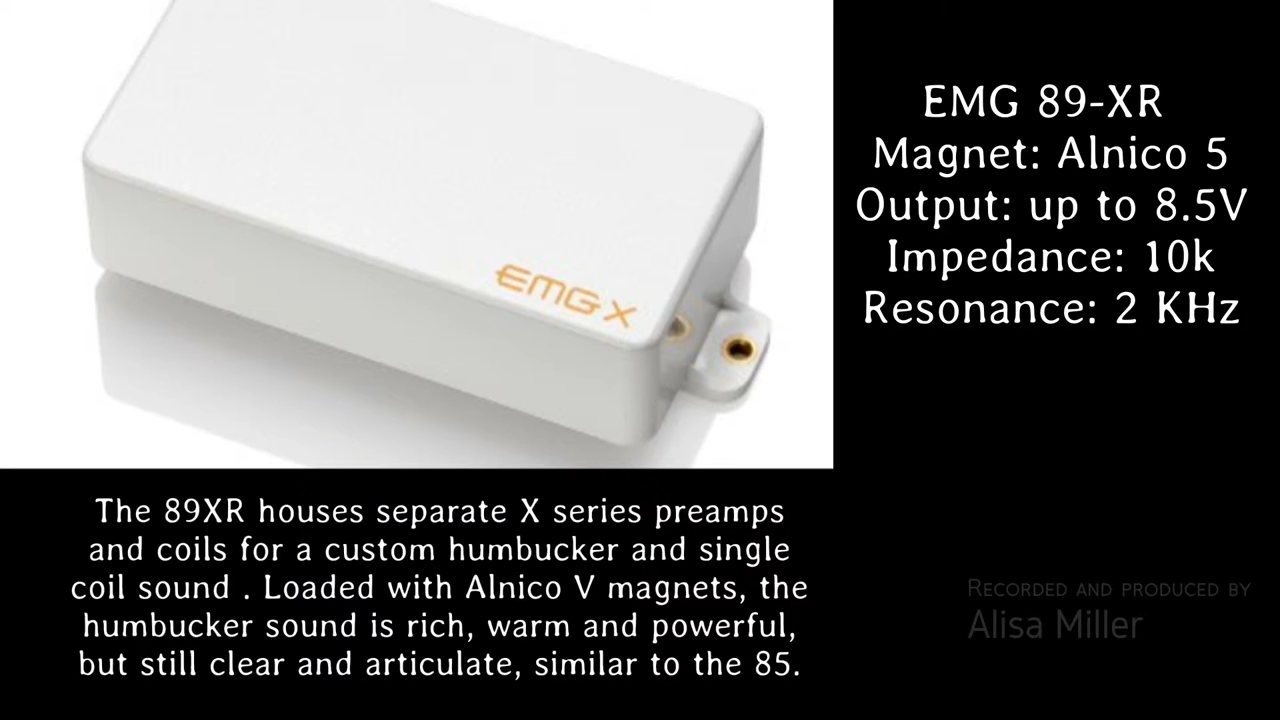 EMG X
EMG 89-XR
Magnet: Alnico 5
Output: up to 8.5V
Impedance: 10k
Resonance: 2 KHz
The 89XR houses separate X series preamps
and coils for a custom humbucker and single
coil sound . Loaded with Alnico V magnets, the
humbucker sound is rich, warm and powerful,
but still clear and articulate, similar to the 85.
Recorded and produced by
Alisa Miller